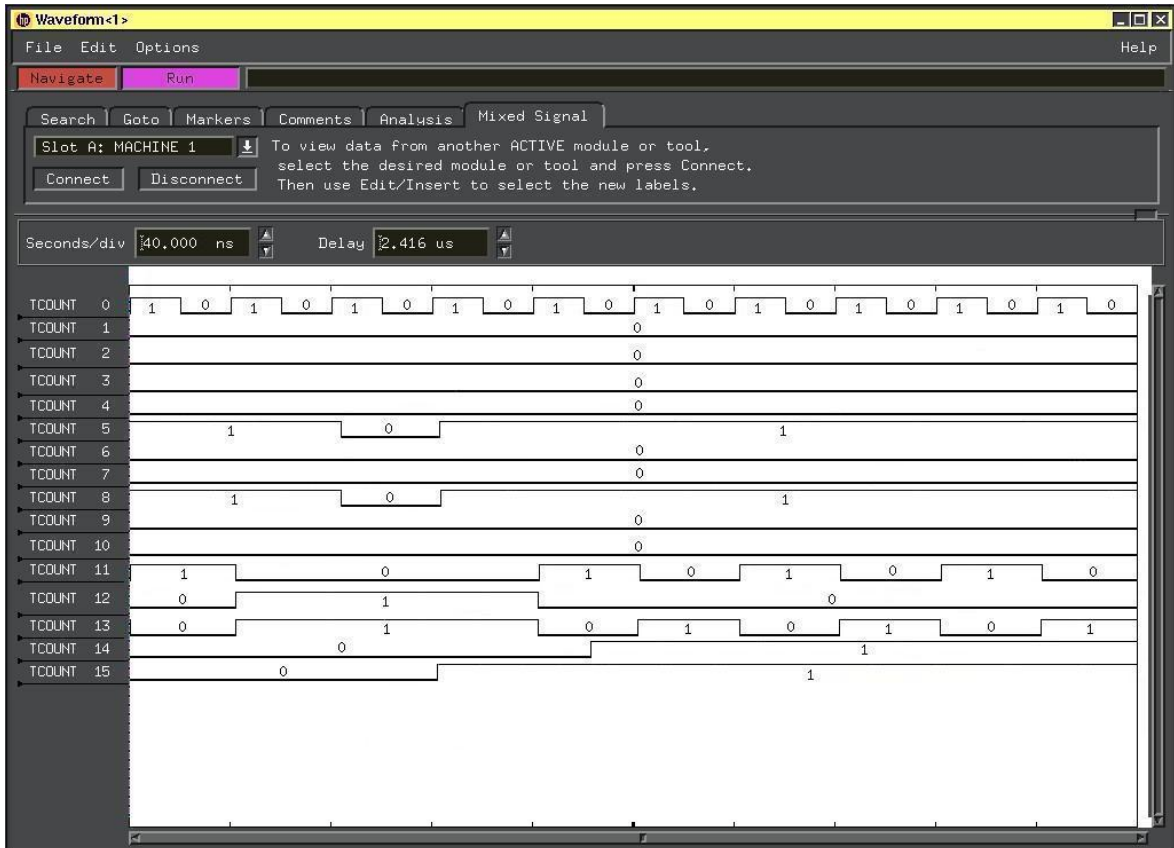 hp Waveform<1>
File Edit Options Help
Navigate Run
Search Goto Markers Comments Analysis Mixed Signal
Slot A: MACHINE 1
To view data from another ACTIVE module or tool,
select the desired module or tool and press Connect.
Connect Disconnect
Then use Edit/Insert to select the new labels.
Seconds/div 40.000 ns Delay 2.416 us
TCOUNT 0 1 0 1 0 1 0 1 0 1 0 1 0 1 0 1 0 1 0 1 0
TCOUNT 1 0
TCOUNT 2 0
TCOUNT 3 0
TCOUNT 4 0
TCOUNT 5 1 0 1
TCOUNT 6 0
TCOUNT 7 0
TCOUNT 8 1 0 1
TCOUNT 9 0
TCOUNT 10 0
TCOUNT 11 1 0 1 0 1 0 1 0
TCOUNT 12 0 1 0
TCOUNT 13 0 1 0 1 0 1 0 1
TCOUNT 14 0 1
TCOUNT 15 0 1